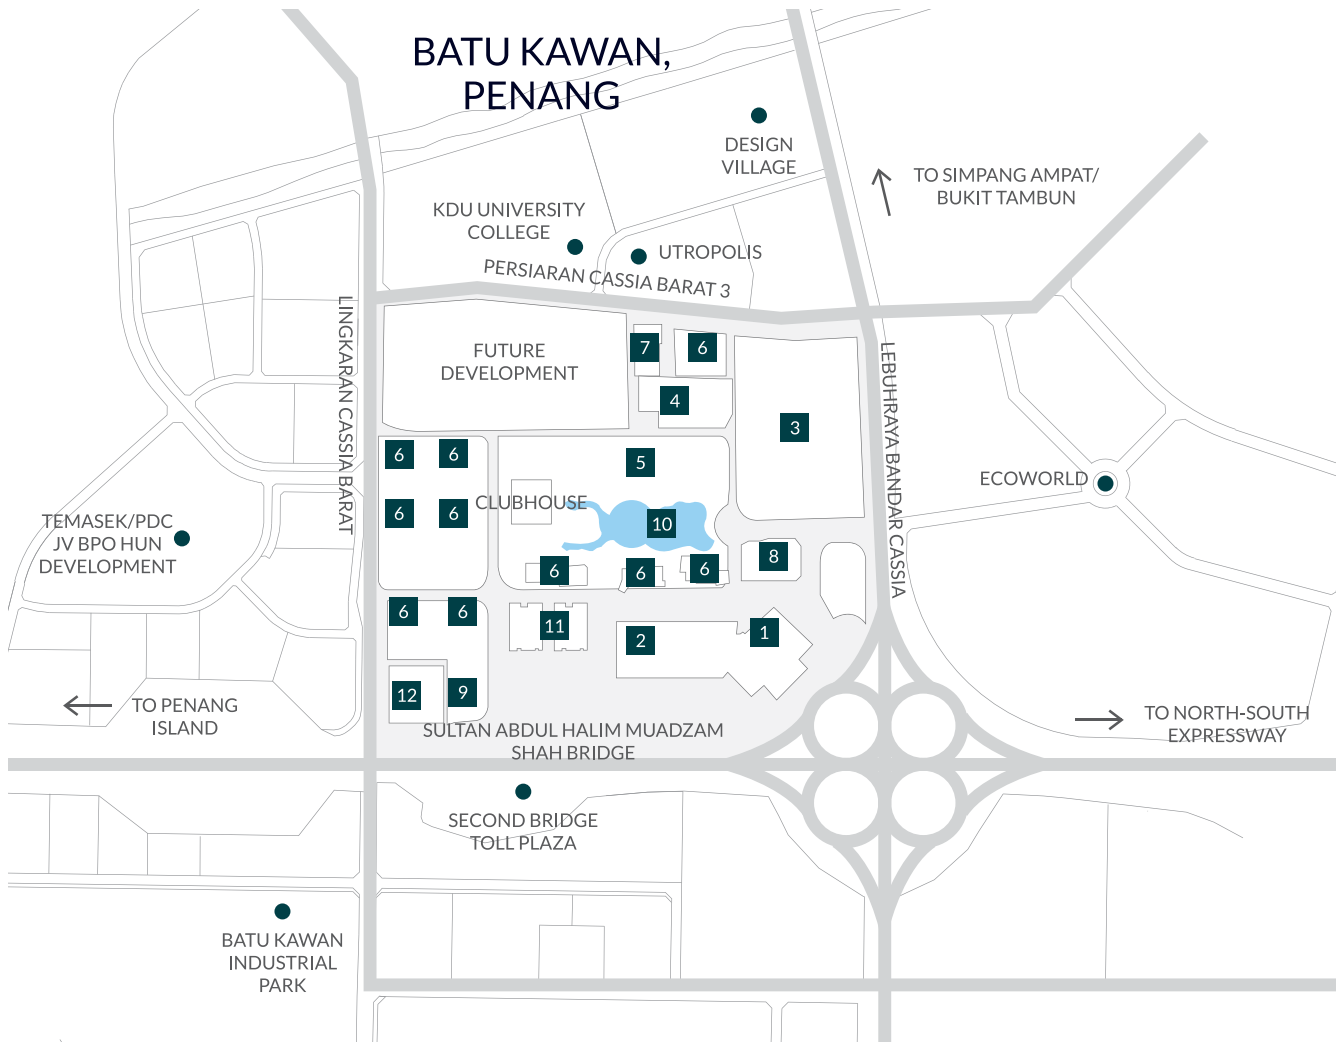 BATU KAWAN,
PENANG
DESIGN
VILLAGE
TO SIMPANG AMPAT/
BUKIT TAMBUN
KDU UNIVERSITY
COLLEGE
UTROPOLIS
PERSIARAN CASSIA BARAT 3
LINGKARAN CASSIA BARAT
LEBUHRAYA BANDAR CASSIA
FUTURE
DEVELOPMENT
7
6
4
3
6
6
5
CLUBHOUSE
6
6
10
ECOWORLD
TEMASEK/PDC
JV BPO HUN
DEVELOPMENT
8
6
6
6
6
6
11
2
1
12
9
TO PENANG
ISLAND
SULTAN ABDUL HALIM MUADZAM
SHAH BRIDGE
TO NORTH-SOUTH
EXPRESSWAY
SECOND BRIDGE
TOLL PLAZA
BATU KAWAN
INDUSTRIAL
PARK